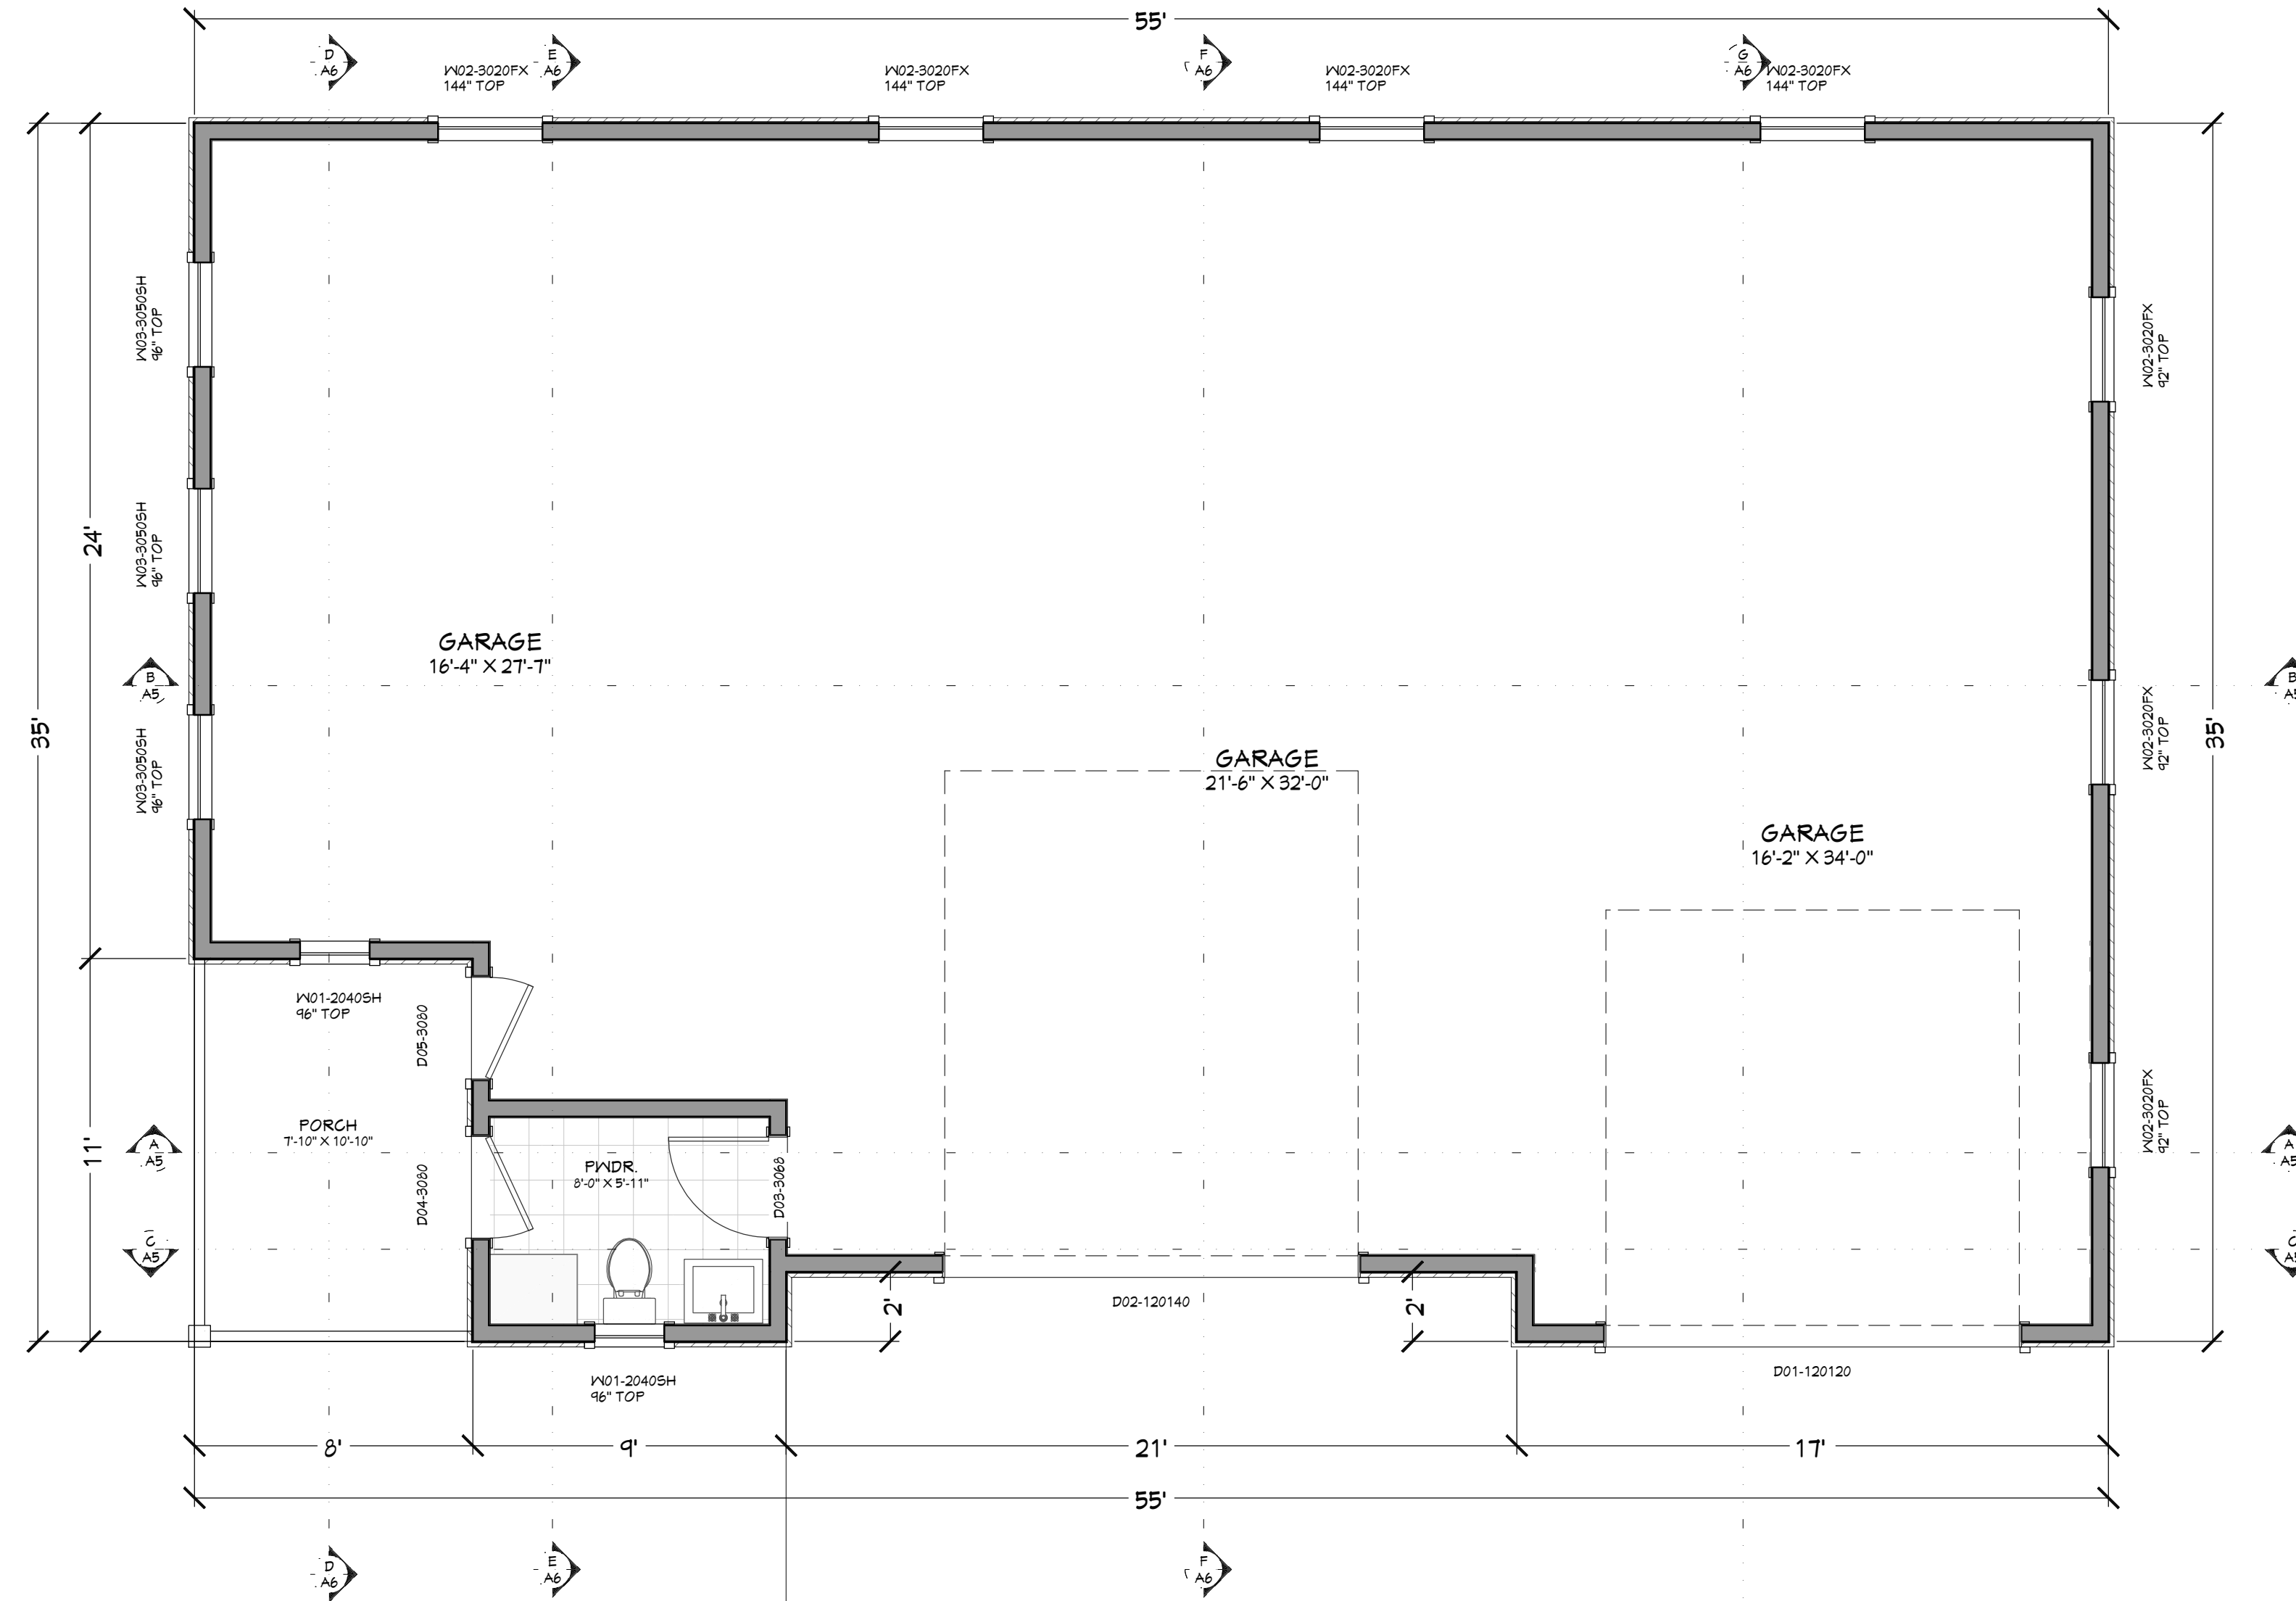 55'
D
A6
W02-3020FX
144" TOP
E
A6
W02-3020FX
144" TOP
F
A6
W02-3020FX
144" TOP
G
A6
W02-3020FX
144" TOP
W03-3050SH
96" TOP
W02-3020FX
92" TOP
24'
W03-3050SH
96" TOP
GARAGE
16'-4" X 27'-7"
B
A5
B
35'
35'
W03-3050SH
96" TOP
W02-3020FX
92" TOP
GARAGE
21'-6" X 32'-0"
GARAGE
16'-2" X 34'-0"
W01-2040SH
96" TOP
D05-3080
11'
PORCH
7'-10" X 10'-10"
A
A5
W02-3020FX
92" TOP
A
A5
PWDR.
8'-0" X 5'-11"
D04-3080
D03-3068
C
A5
C
2'
2'
D02-120140
D01-120120
W01-2040SH
96" TOP
8'
9'
21'
17'
55'
D
A6
E
A6
F
A6